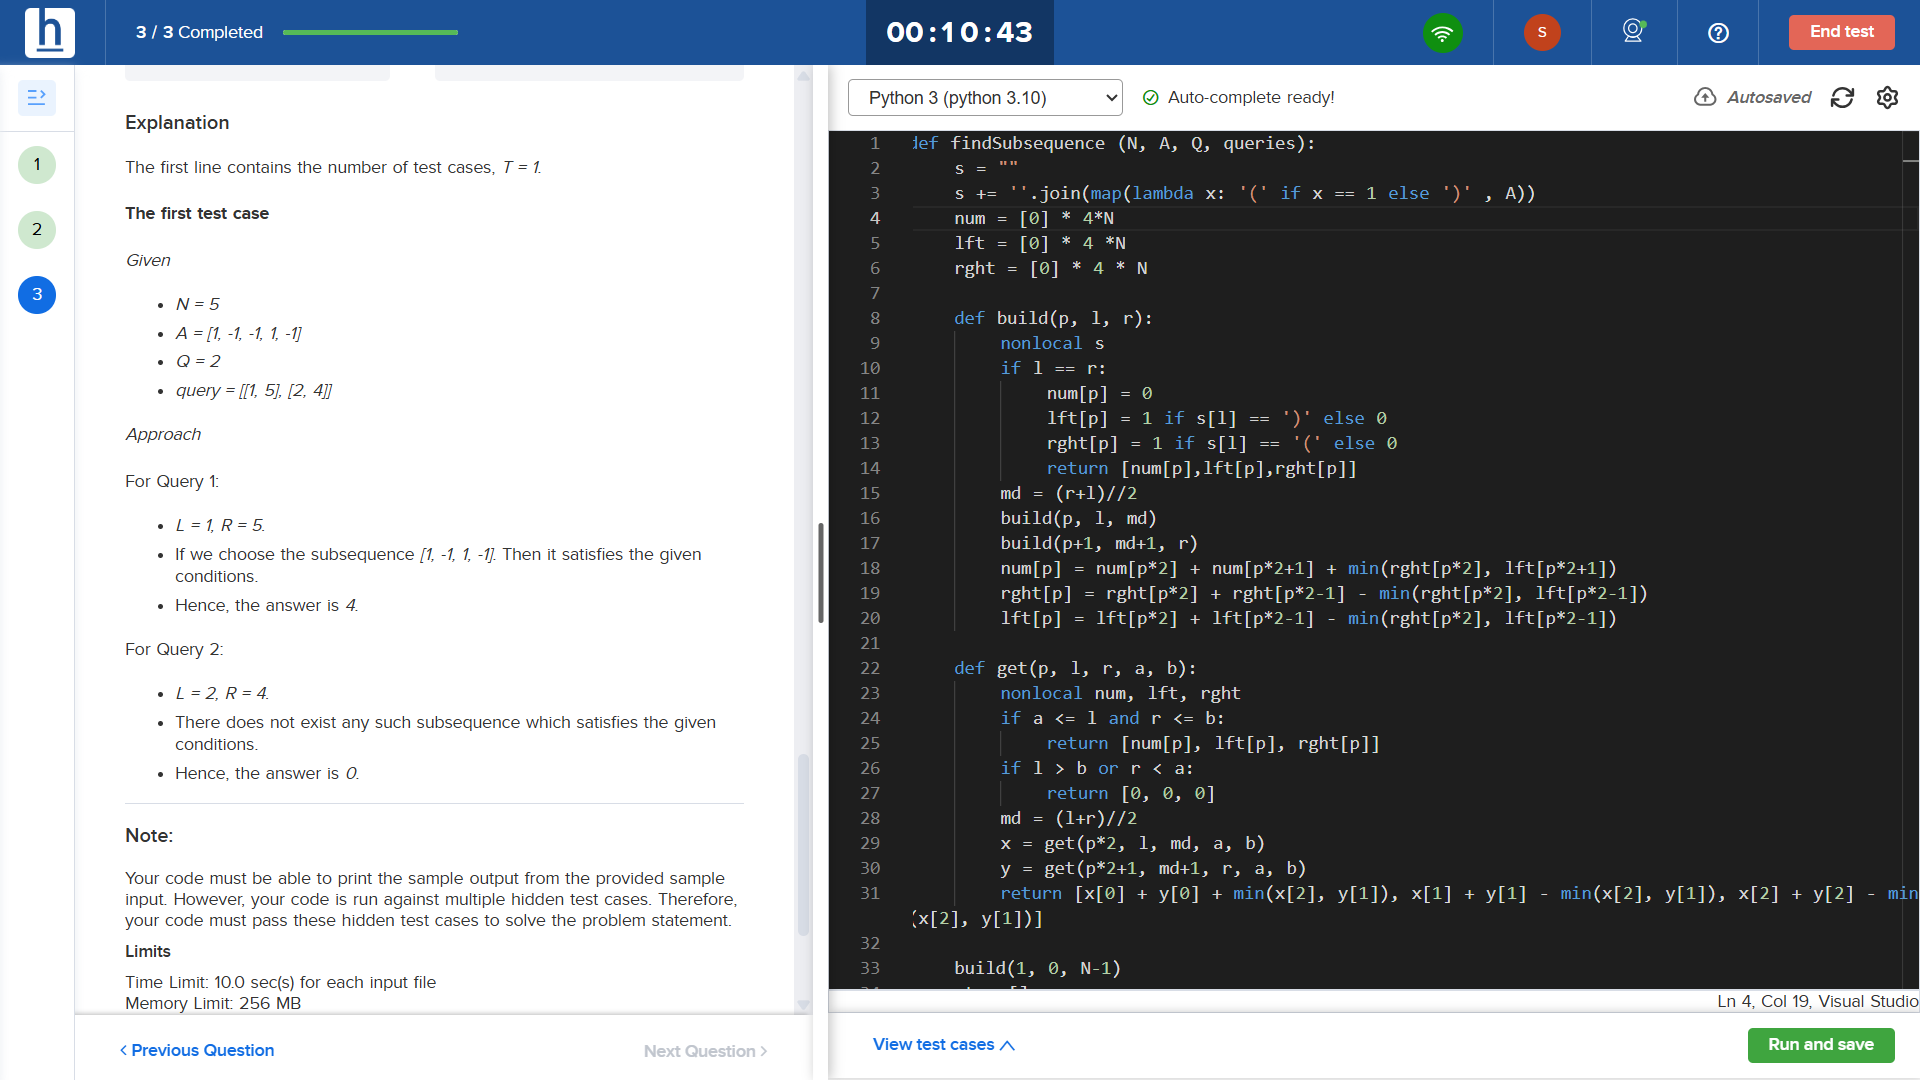 h
3 / 3 Completed
00:10:43
S
End test
1
2
3
Explanation
The first line contains the number of test cases, T = 1.
The first test case
Given
• N = 5
• A = [1, -1, -1, 1, -1]
• Q = 2
• query = [[1, 5], [2, 4]]
Approach
For Query 1:
• L = 1, R = 5.
• If we choose the subsequence [1, -1, 1, -1]. Then it satisfies the given
conditions.
• Hence, the answer is 4.
For Query 2:
• L = 2, R = 4.
• There does not exist any such subsequence which satisfies the given
conditions.
• Hence, the answer is 0.
Note:
Your code must be able to print the sample output from the provided sample
input. However, your code is run against multiple hidden test cases. Therefore,
your code must pass these hidden test cases to solve the problem statement.
Limits
Time Limit: 10.0 sec(s) for each input file
Memory Limit: 256 MB
< Previous Question
Next Question >
Python 3 (python 3.10)
Auto-complete ready!
Autosaved
1 def findSubsequence (N, A, Q, queries):
2 s = ""
3 s += ''.join(map(lambda x: '(' if x == 1 else ')' , A))
4 num = [0] * 4*N
5 lft = [0] * 4 *N
6 rght = [0] * 4 * N
7
8 def build(p, l, r):
9 nonlocal s
10 if l == r:
11 num[p] = 0
12 lft[p] = 1 if s[l] == ')' else 0
13 rght[p] = 1 if s[l] == '(' else 0
14 return [num[p],lft[p],rght[p]]
15 md = (r+l)//2
16 build(p, l, md)
17 build(p+1, md+1, r)
18 num[p] = num[p*2] + num[p*2+1] + min(rght[p*2], lft[p*2+1])
19 rght[p] = rght[p*2] + rght[p*2-1] - min(rght[p*2], lft[p*2-1])
20 lft[p] = lft[p*2] + lft[p*2-1] - min(rght[p*2], lft[p*2-1])
21
22 def get(p, l, r, a, b):
23 nonlocal num, lft, rght
24 if a <= l and r <= b:
25 return [num[p], lft[p], rght[p]]
26 if l > b or r < a:
27 return [0, 0, 0]
28 md = (l+r)//2
29 x = get(p*2, l, md, a, b)
30 y = get(p*2+1, md+1, r, a, b)
31 return [x[0] + y[0] + min(x[2], y[1]), x[1] + y[1] - min(x[2], y[1]), x[2] + y[2] - min
(x[2], y[1])]
32
33 build(1, 0, N-1)
Ln 4, Col 19, Visual Studio
View test cases
Run and save